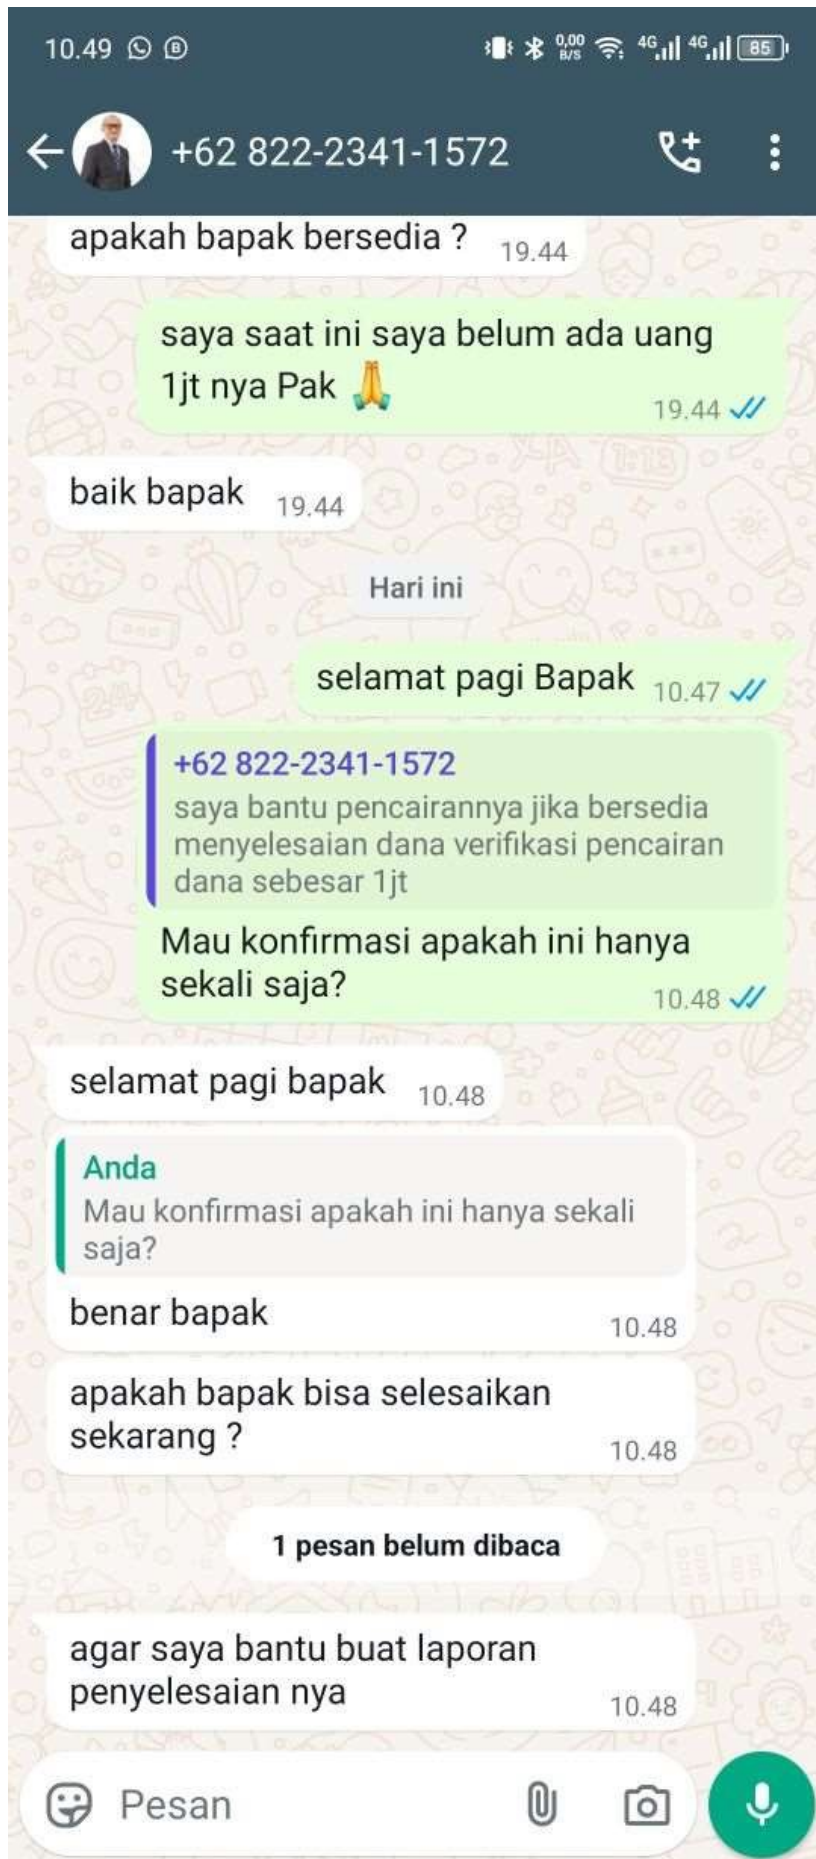 10.49
0,00
B/S
4G
4G
85
+62 822-2341-1572
apakah bapak bersedia ?
19.44
saya saat ini saya belum ada uang
1jt nya Pak 🙏
19.44
baik bapak
19.44
Hari ini
selamat pagi Bapak
10.47
+62 822-2341-1572
saya bantu pencairannya jika bersedia
menyelesaian dana verifikasi pencairan
dana sebesar 1jt
Mau konfirmasi apakah ini hanya
sekali saja?
10.48
selamat pagi bapak
10.48
Anda
Mau konfirmasi apakah ini hanya sekali
saja?
benar bapak
10.48
apakah bapak bisa selesaikan
sekarang ?
10.48
1 pesan belum dibaca
agar saya bantu buat laporan
penyelesaian nya
10.48
Pesan